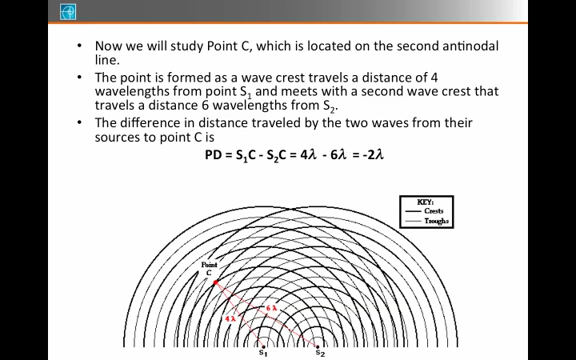 • Now we will study Point C, which is located on the second antinodal
line.
• The point is formed as a wave crest travels a distance of 4
wavelengths from point S₁ and meets with a second wave crest that
travels a distance 6 wavelengths from S₂.
• The difference in distance traveled by the two waves from their
sources to point C is
PD = S₁C - S₂C = 4λ - 6λ = -2λ
KEY:
Crests
Troughs
Point
C
6 λ
4 λ
S₁
S₂